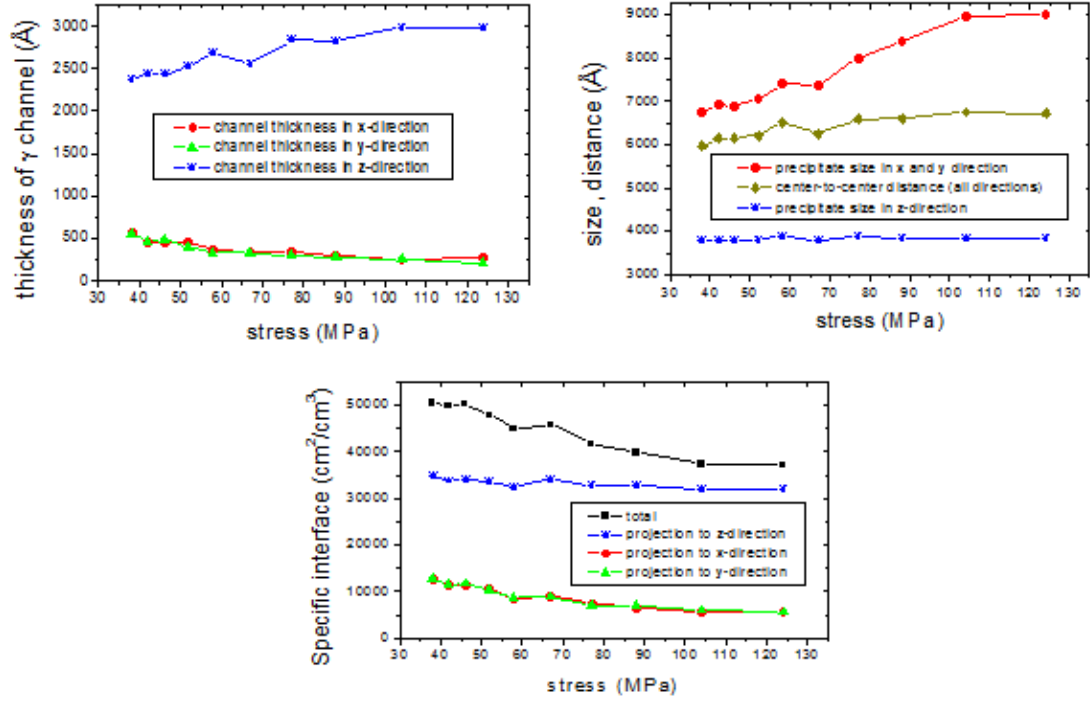 thickness of γ channel (Å)
3000
2500
2000
1500
1000
500
0
channel thickness in x-direction
channel thickness in y-direction
channel thickness in z-direction
30 40 50 60 70 80 90 100 110 120 130
stress (MPa)
size, distance (Å)
9000
8000
7000
6000
5000
4000
3000
precipitate size in x and y direction
center-to-center distance (all directions)
precipitate size in z-direction
30 40 50 60 70 80 90 100 110 120 130
stress (MPa)
Specific interface (cm²/cm³)
50000
40000
30000
20000
10000
0
total
projection to z-direction
projection to x-direction
projection to y-direction
30 40 50 60 70 80 90 100 110 120 130
stress (MPa)